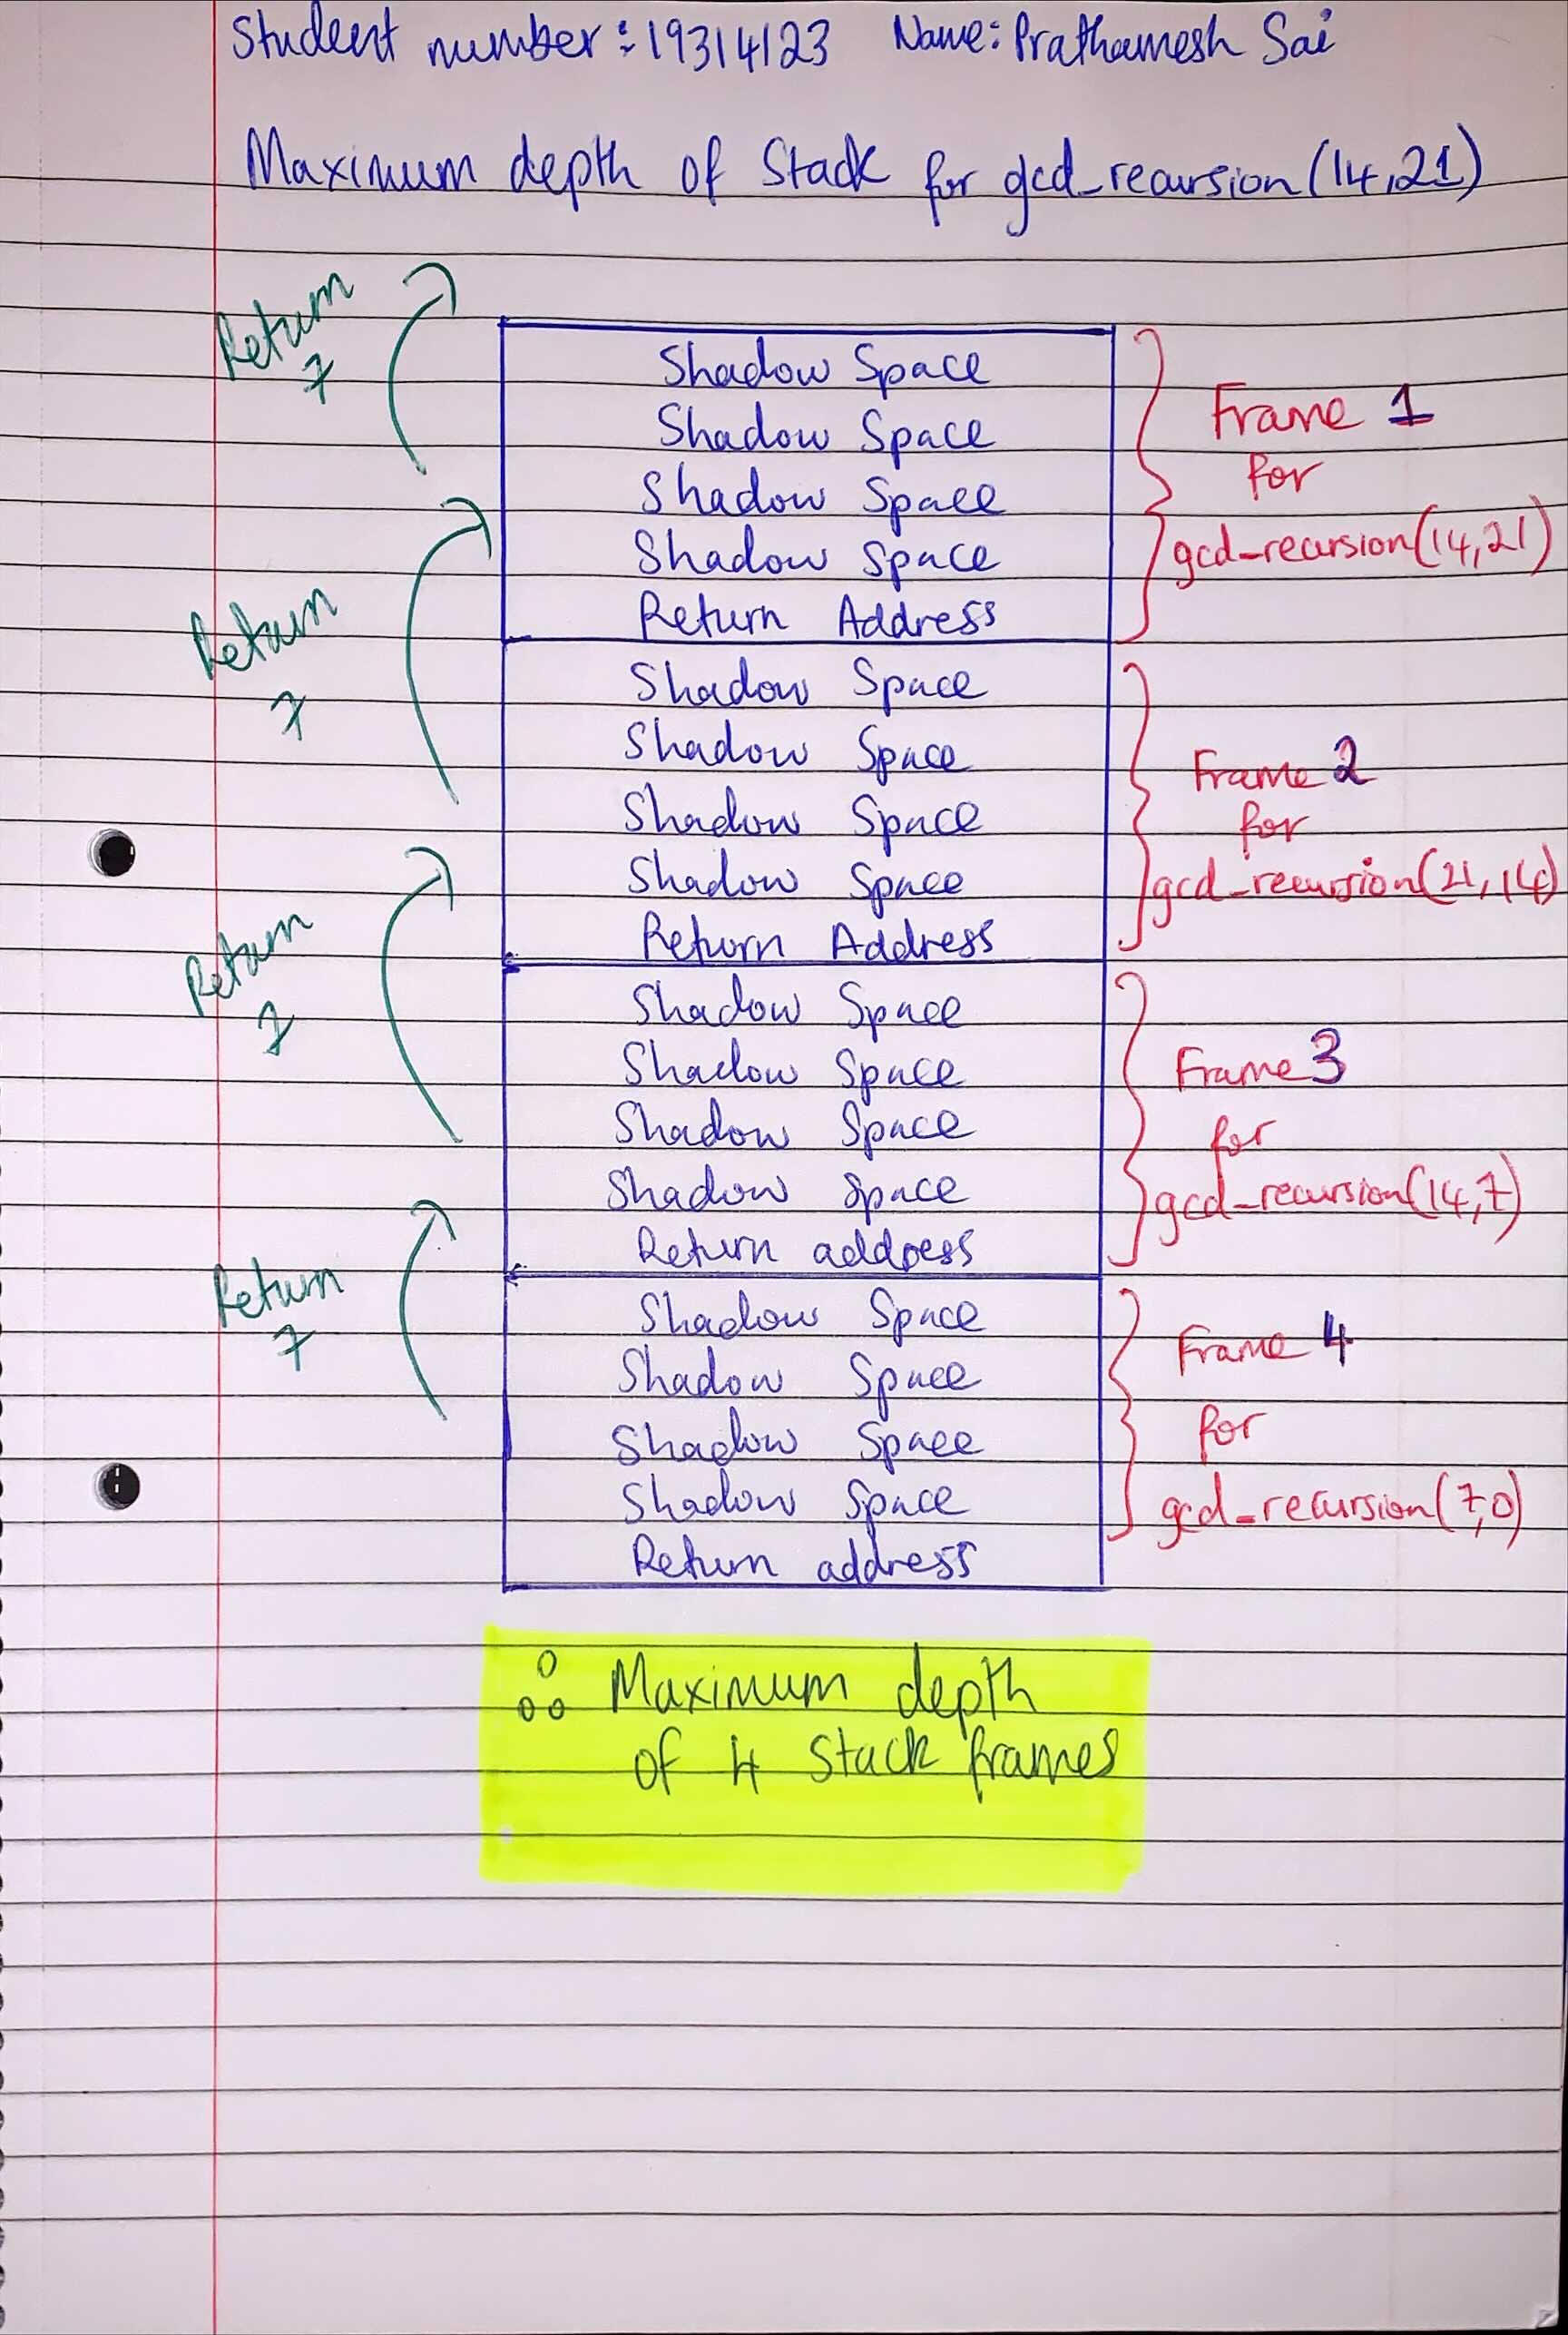 Student number: 19314123 Name: Prathamesh Sai
Maximum depth of Stack for gcd_recursion(14,21)
Return
7
Shadow Space
Shadow Space
Shadow Space
Shadow Space
Return Address
Frame 1
for
gcd_recursion(14,21)
Return
7
Shadow Space
Shadow Space
Shadow Space
Shadow Space
Return Address
Frame 2
for
gcd_recursion(21,14)
Return
7
Shadow Space
Shadow Space
Shadow Space
Shadow Space
Return address
Frame 3
for
gcd_recursion(14,7)
Return
7
Shadow Space
Shadow Space
Shadow Space
Shadow Space
Return address
Frame 4
for
gcd_recursion(7,0)
∴ Maximum depth
of 4 Stack frames